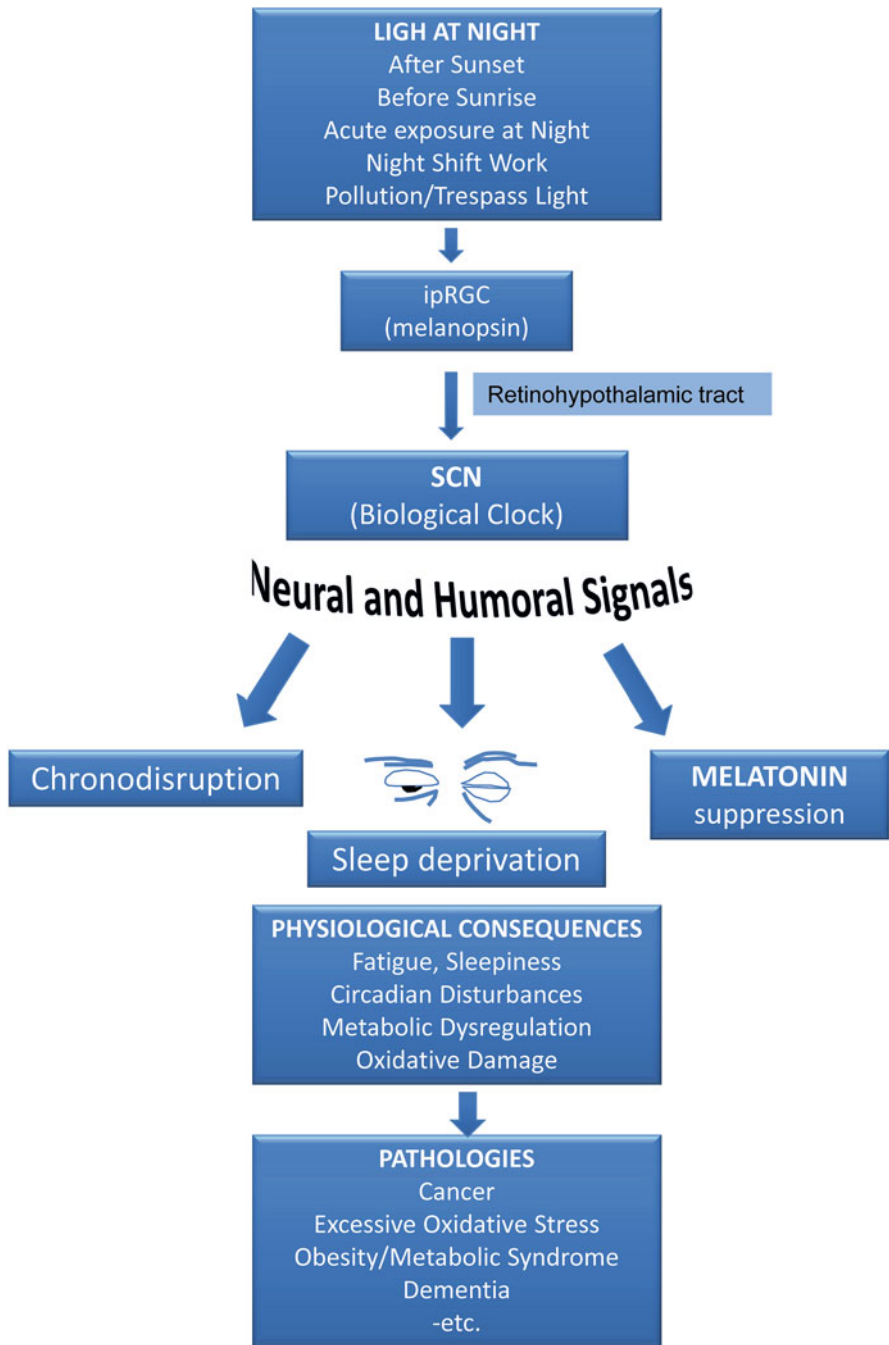 LIGH AT NIGHT
After Sunset
Before Sunrise
Acute exposure at Night
Night Shift Work
Pollution/Trespass Light
ipRGC
(melanopsin)
Retinohypothalamic tract
SCN
(Biological Clock)
Neural and Humoral Signals
Chronodisruption
Sleep deprivation
MELATONIN
suppression
PHYSIOLOGICAL CONSEQUENCES
Fatigue, Sleepiness
Circadian Disturbances
Metabolic Dysregulation
Oxidative Damage
PATHOLOGIES
Cancer
Excessive Oxidative Stress
Obesity/Metabolic Syndrome
Dementia
-etc.